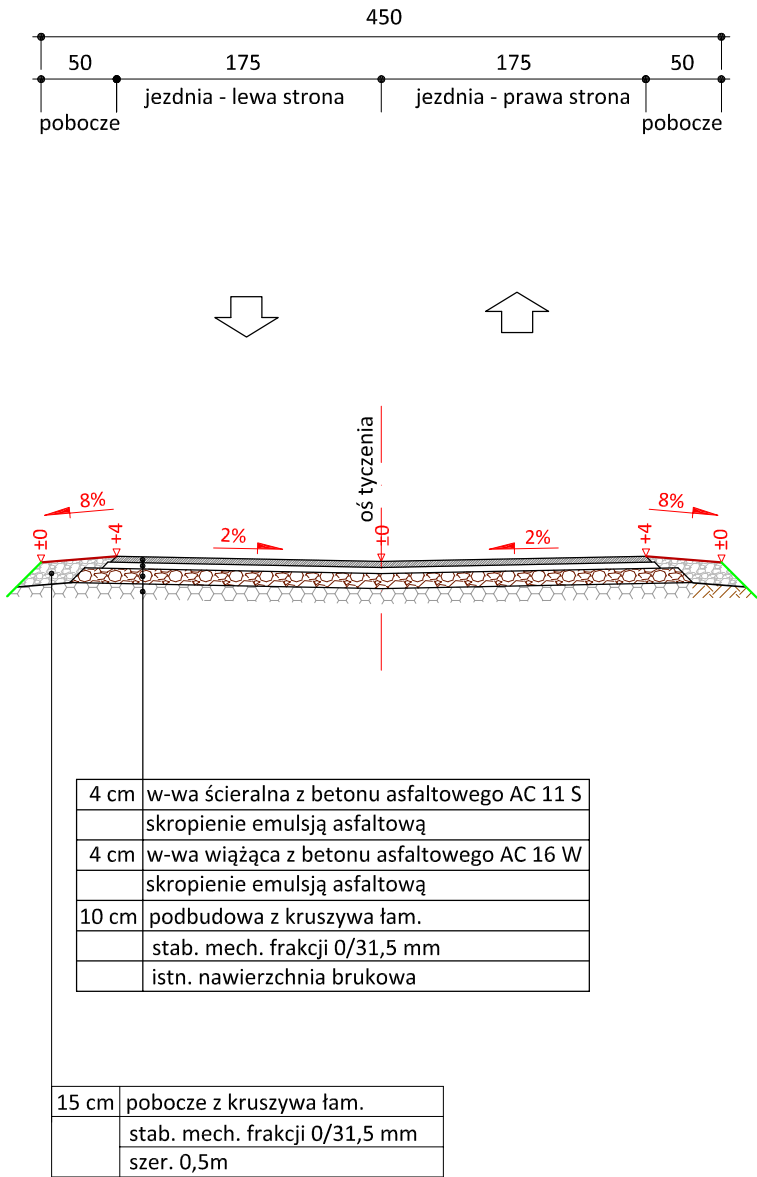 450
50 175 175 50
jezdnia - lewa strona jezdnia - prawa strona
pobocze pobocze
oś tyczenia
8% 8%
±0 +4 2% ±0 2% +4 ±0
4 cm w-wa ścieralna z betonu asfaltowego AC 11 S
skropienie emulsją asfaltową
4 cm w-wa wiążąca z betonu asfaltowego AC 16 W
skropienie emulsją asfaltową
10 cm podbudowa z kruszywa łam.
stab. mech. frakcji 0/31,5 mm
istn. nawierzchnia brukowa
15 cm pobocze z kruszywa łam.
stab. mech. frakcji 0/31,5 mm
szer. 0,5m